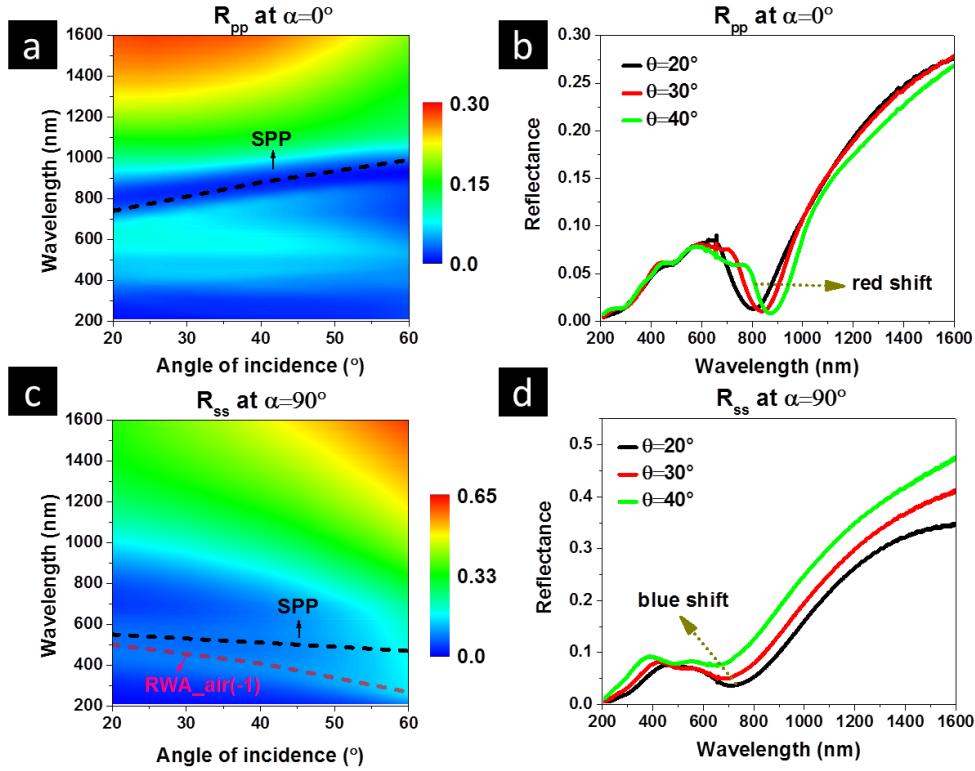 a
R_pp at α=0°
1600
1400
1200
1000
800
600
400
200
Wavelength (nm)
SPP
0.30
0.15
0.0
20 30 40 50 60
Angle of incidence (°)
b
R_pp at α=0°
0.30
0.25
0.20
0.15
0.10
0.05
0.00
Reflectance
θ=20°
θ=30°
θ=40°
red shift
200 400 600 800 1000 1200 1400 1600
Wavelength (nm)
c
R_ss at α=90°
1600
1400
1200
1000
800
600
400
200
Wavelength (nm)
SPP
RWA_air(-1)
0.65
0.33
0.0
20 30 40 50 60
Angle of incidence (°)
d
R_ss at α=90°
0.5
0.4
0.3
0.2
0.1
0.0
Reflectance
θ=20°
θ=30°
θ=40°
blue shift
200 400 600 800 1000 1200 1400 1600
Wavelength (nm)